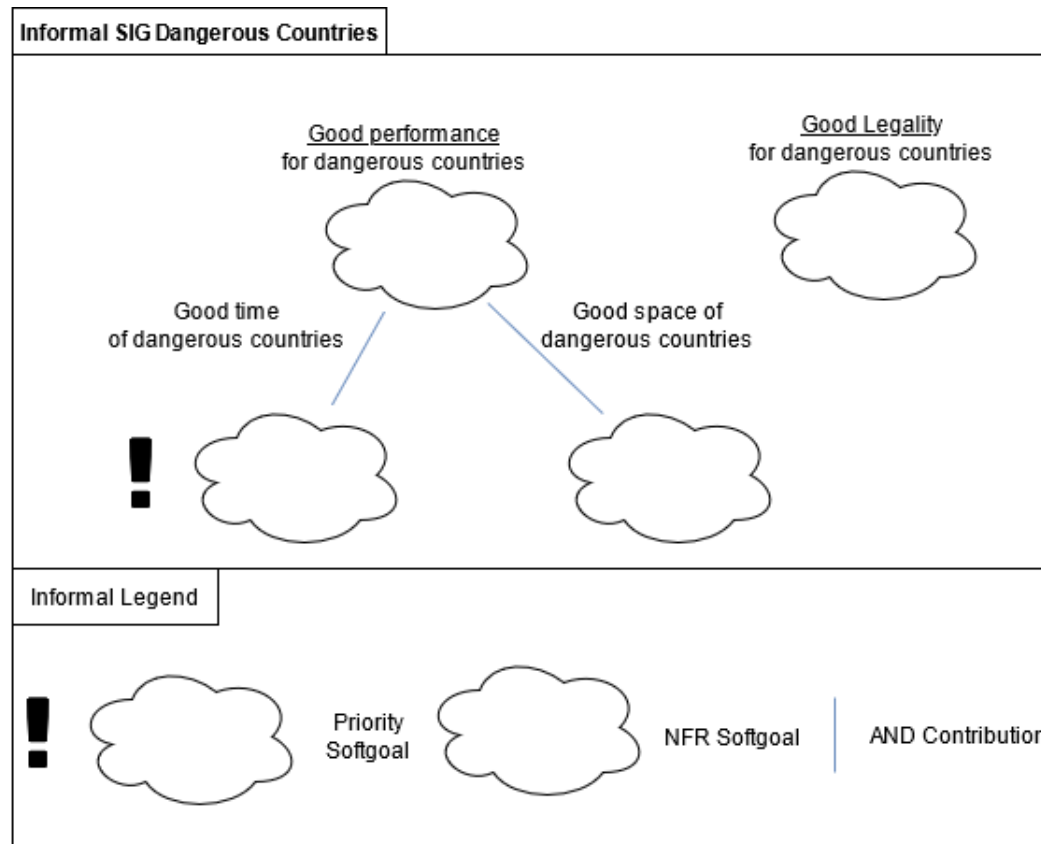 Informal SIG Dangerous Countries
Good performance
for dangerous countries
Good Legality
for dangerous countries
Good time
of dangerous countries
Good space of
dangerous countries
!
Informal Legend
!
Priority
Softgoal
NFR Softgoal
AND Contribution